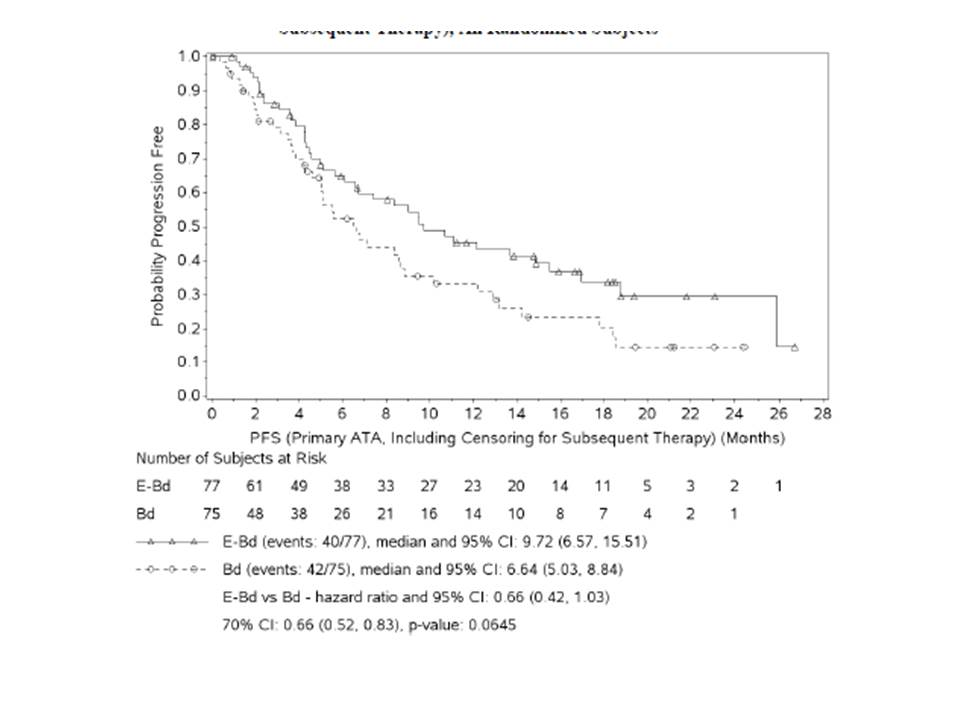 Subsequent Therapy), All Randomized Subjects
Probability Progression Free
1.0
0.9
0.8
0.7
0.6
0.5
0.4
0.3
0.2
0.1
0.0
0 2 4 6 8 10 12 14 16 18 20 22 24 26 28
PFS (Primary ATA, Including Censoring for Subsequent Therapy) (Months)
Number of Subjects at Risk
E-Bd 77 61 49 38 33 27 23 20 14 11 5 3 2 1
Bd 75 48 38 26 21 16 14 10 8 7 4 2 1
E-Bd (events: 40/77), median and 95% CI: 9.72 (6.57, 15.51)
Bd (events: 42/75), median and 95% CI: 6.64 (5.03, 8.84)
E-Bd vs Bd - hazard ratio and 95% CI: 0.66 (0.42, 1.03)
70% CI: 0.66 (0.52, 0.83), p-value: 0.0645